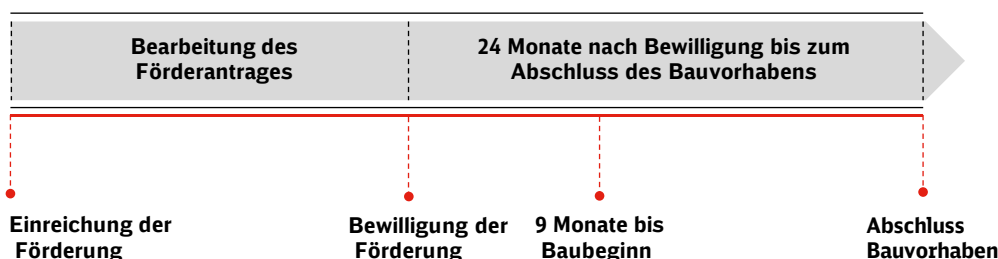 Bearbeitung des
Förderantrages
24 Monate nach Bewilligung bis zum
Abschluss des Bauvorhabens
Einreichung der
Förderung
Bewilligung der
Förderung
9 Monate bis
Baubeginn
Abschluss
Bauvorhaben